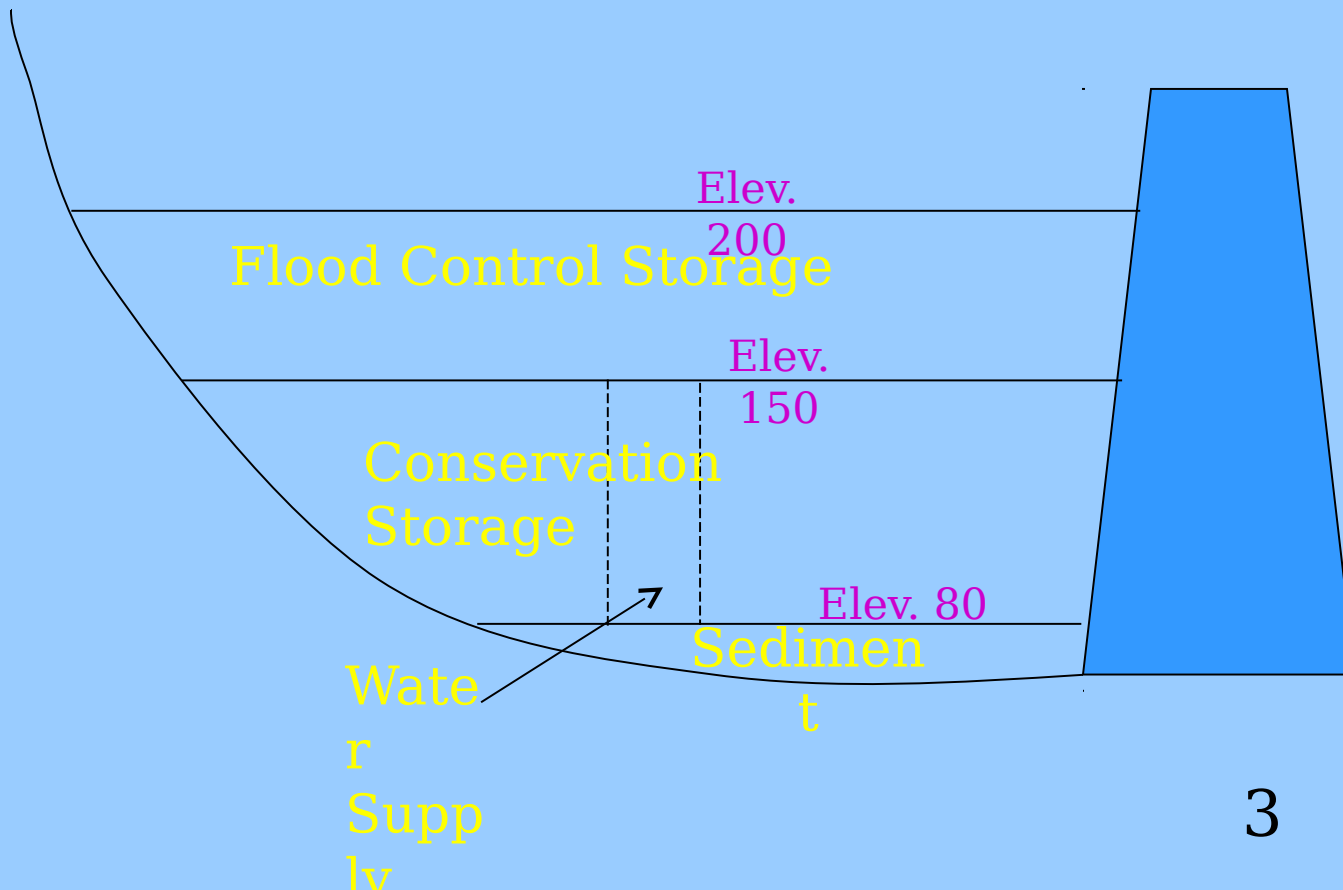 Elev.
200
Flood Control Storage
Elev.
150
Conservation
Storage
Elev. 80
Sedimen
t
Wate
r
Supp
ly
3